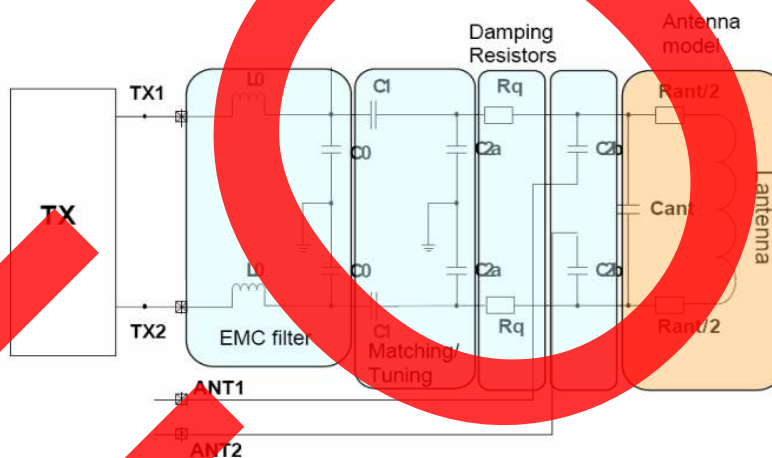 Damping
Resistors
Antenna
model
L0
C1
Rq
Rant/2
TX1
C0
C2a
C2b
TX
Cant
Lantenna
L0
C0
C2a
C2b
TX2
EMC filter
C1
Rq
Rant/2
Matching/
Tuning
ANT1
ANT2